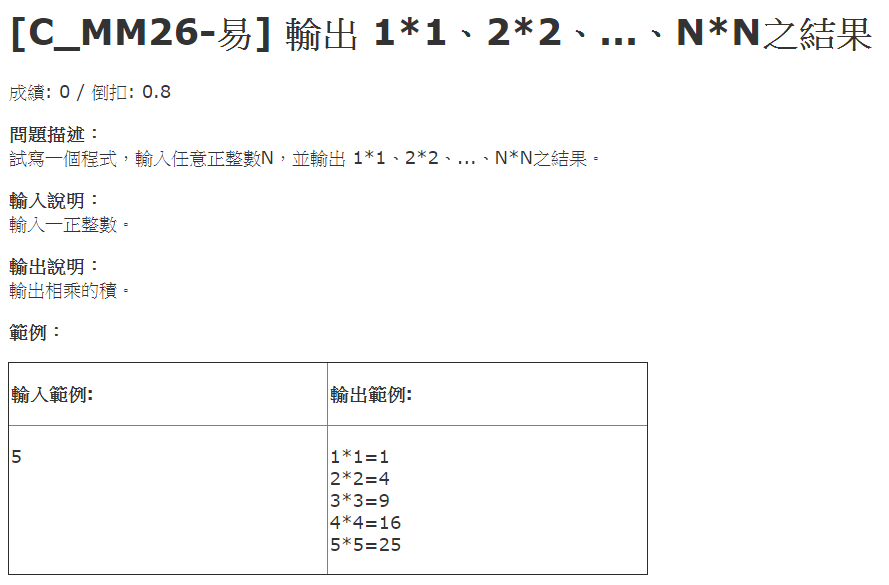 [C_MM26-易] 輸出 1*1、2*2、...、N*N之結果
成績: 0 / 倒扣: 0.8
問題描述：
試寫一個程式，輸入任意正整數N，並輸出 1*1、2*2、...、N*N之結果。
輸入說明：
輸入一正整數。
輸出說明：
輸出相乘的積。
範例：
輸入範例:
輸出範例:
5
1*1=1
2*2=4
3*3=9
4*4=16
5*5=25